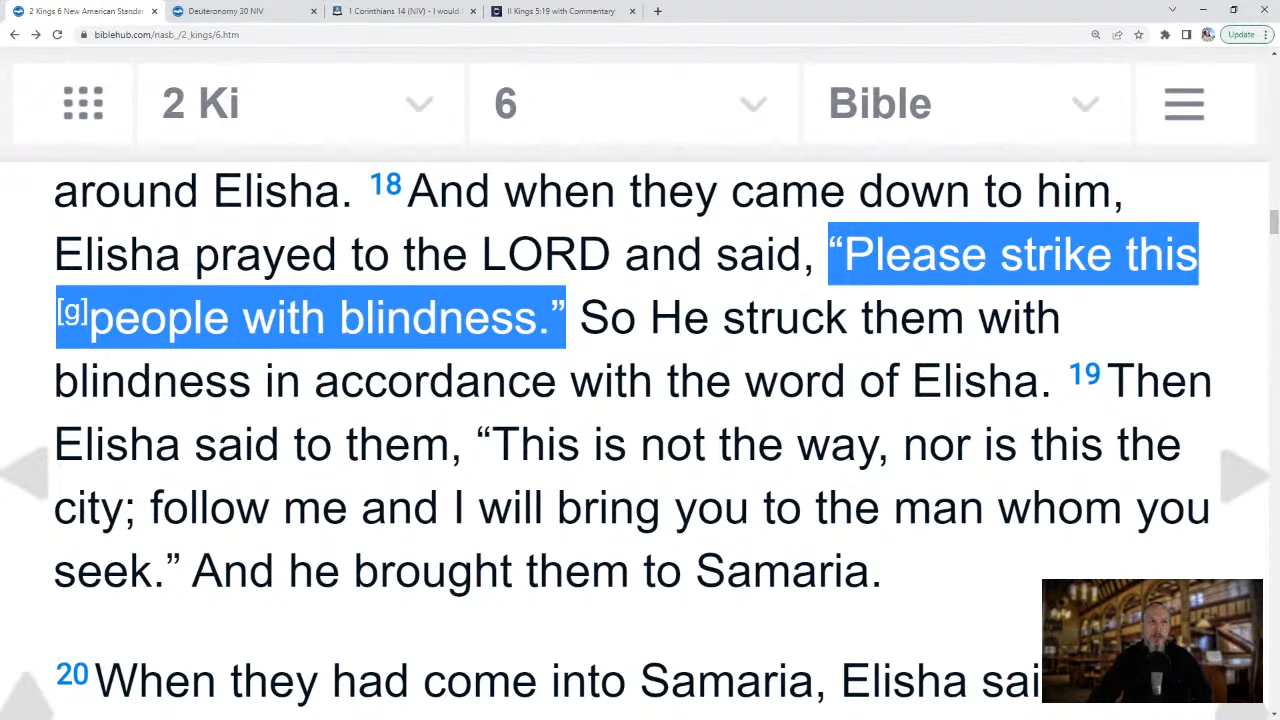 2 Kings 6 New American Standa
Deuteronomy 30 NIV
1 Corinthians 14 (NIV) - I would l
II Kings 5:19 with Commentary
biblehub.com/nasb_/2_kings/6.htm
Update
2 Ki
6
Bible
around Elisha. 18 And when they came down to him,
Elisha prayed to the LORD and said, “Please strike this
[g]people with blindness.” So He struck them with
blindness in accordance with the word of Elisha. 19 Then
Elisha said to them, “This is not the way, nor is this the
city; follow me and I will bring you to the man whom you
seek.” And he brought them to Samaria.
20 When they had come into Samaria, Elisha sai